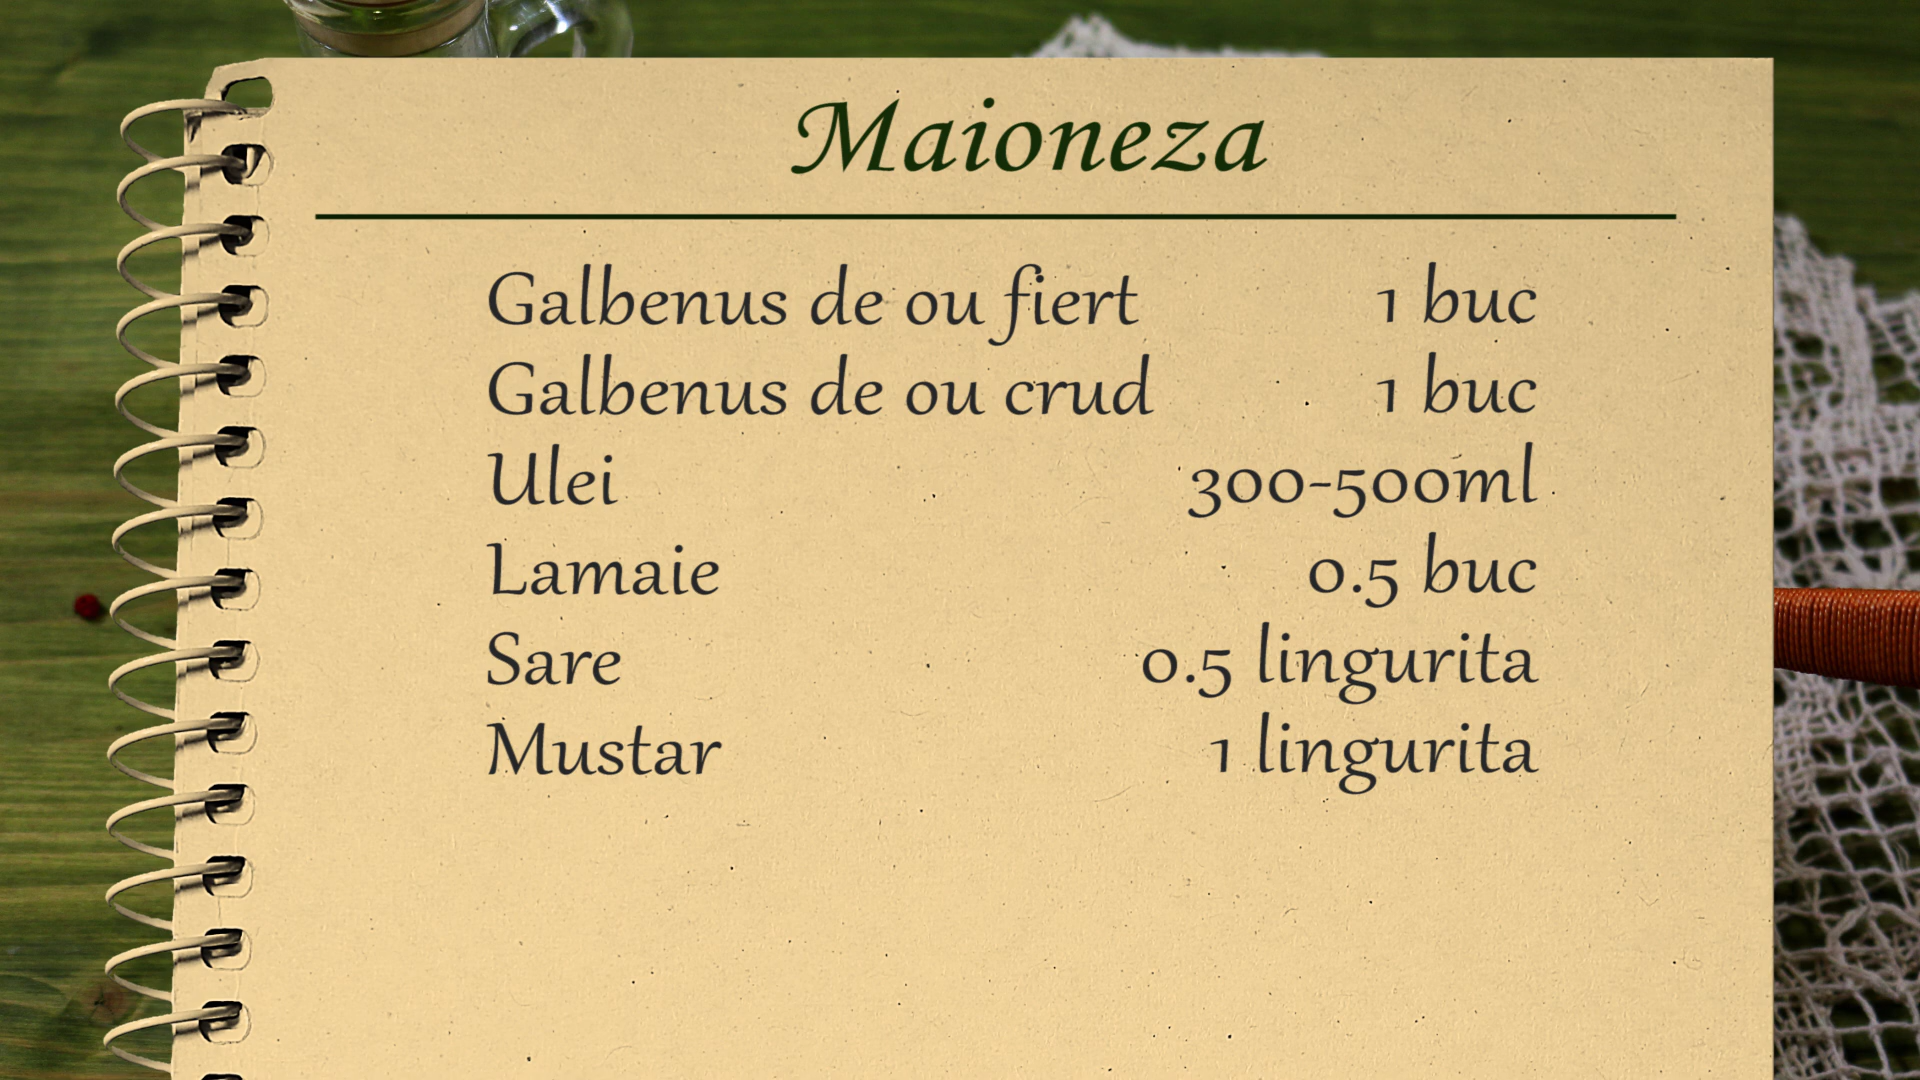 Maioneza
Galbenus de ou fiert 1 buc
Galbenus de ou crud 1 buc
Ulei 300-500ml
Lamaie 0.5 buc
Sare 0.5 lingurita
Mustar 1 lingurita